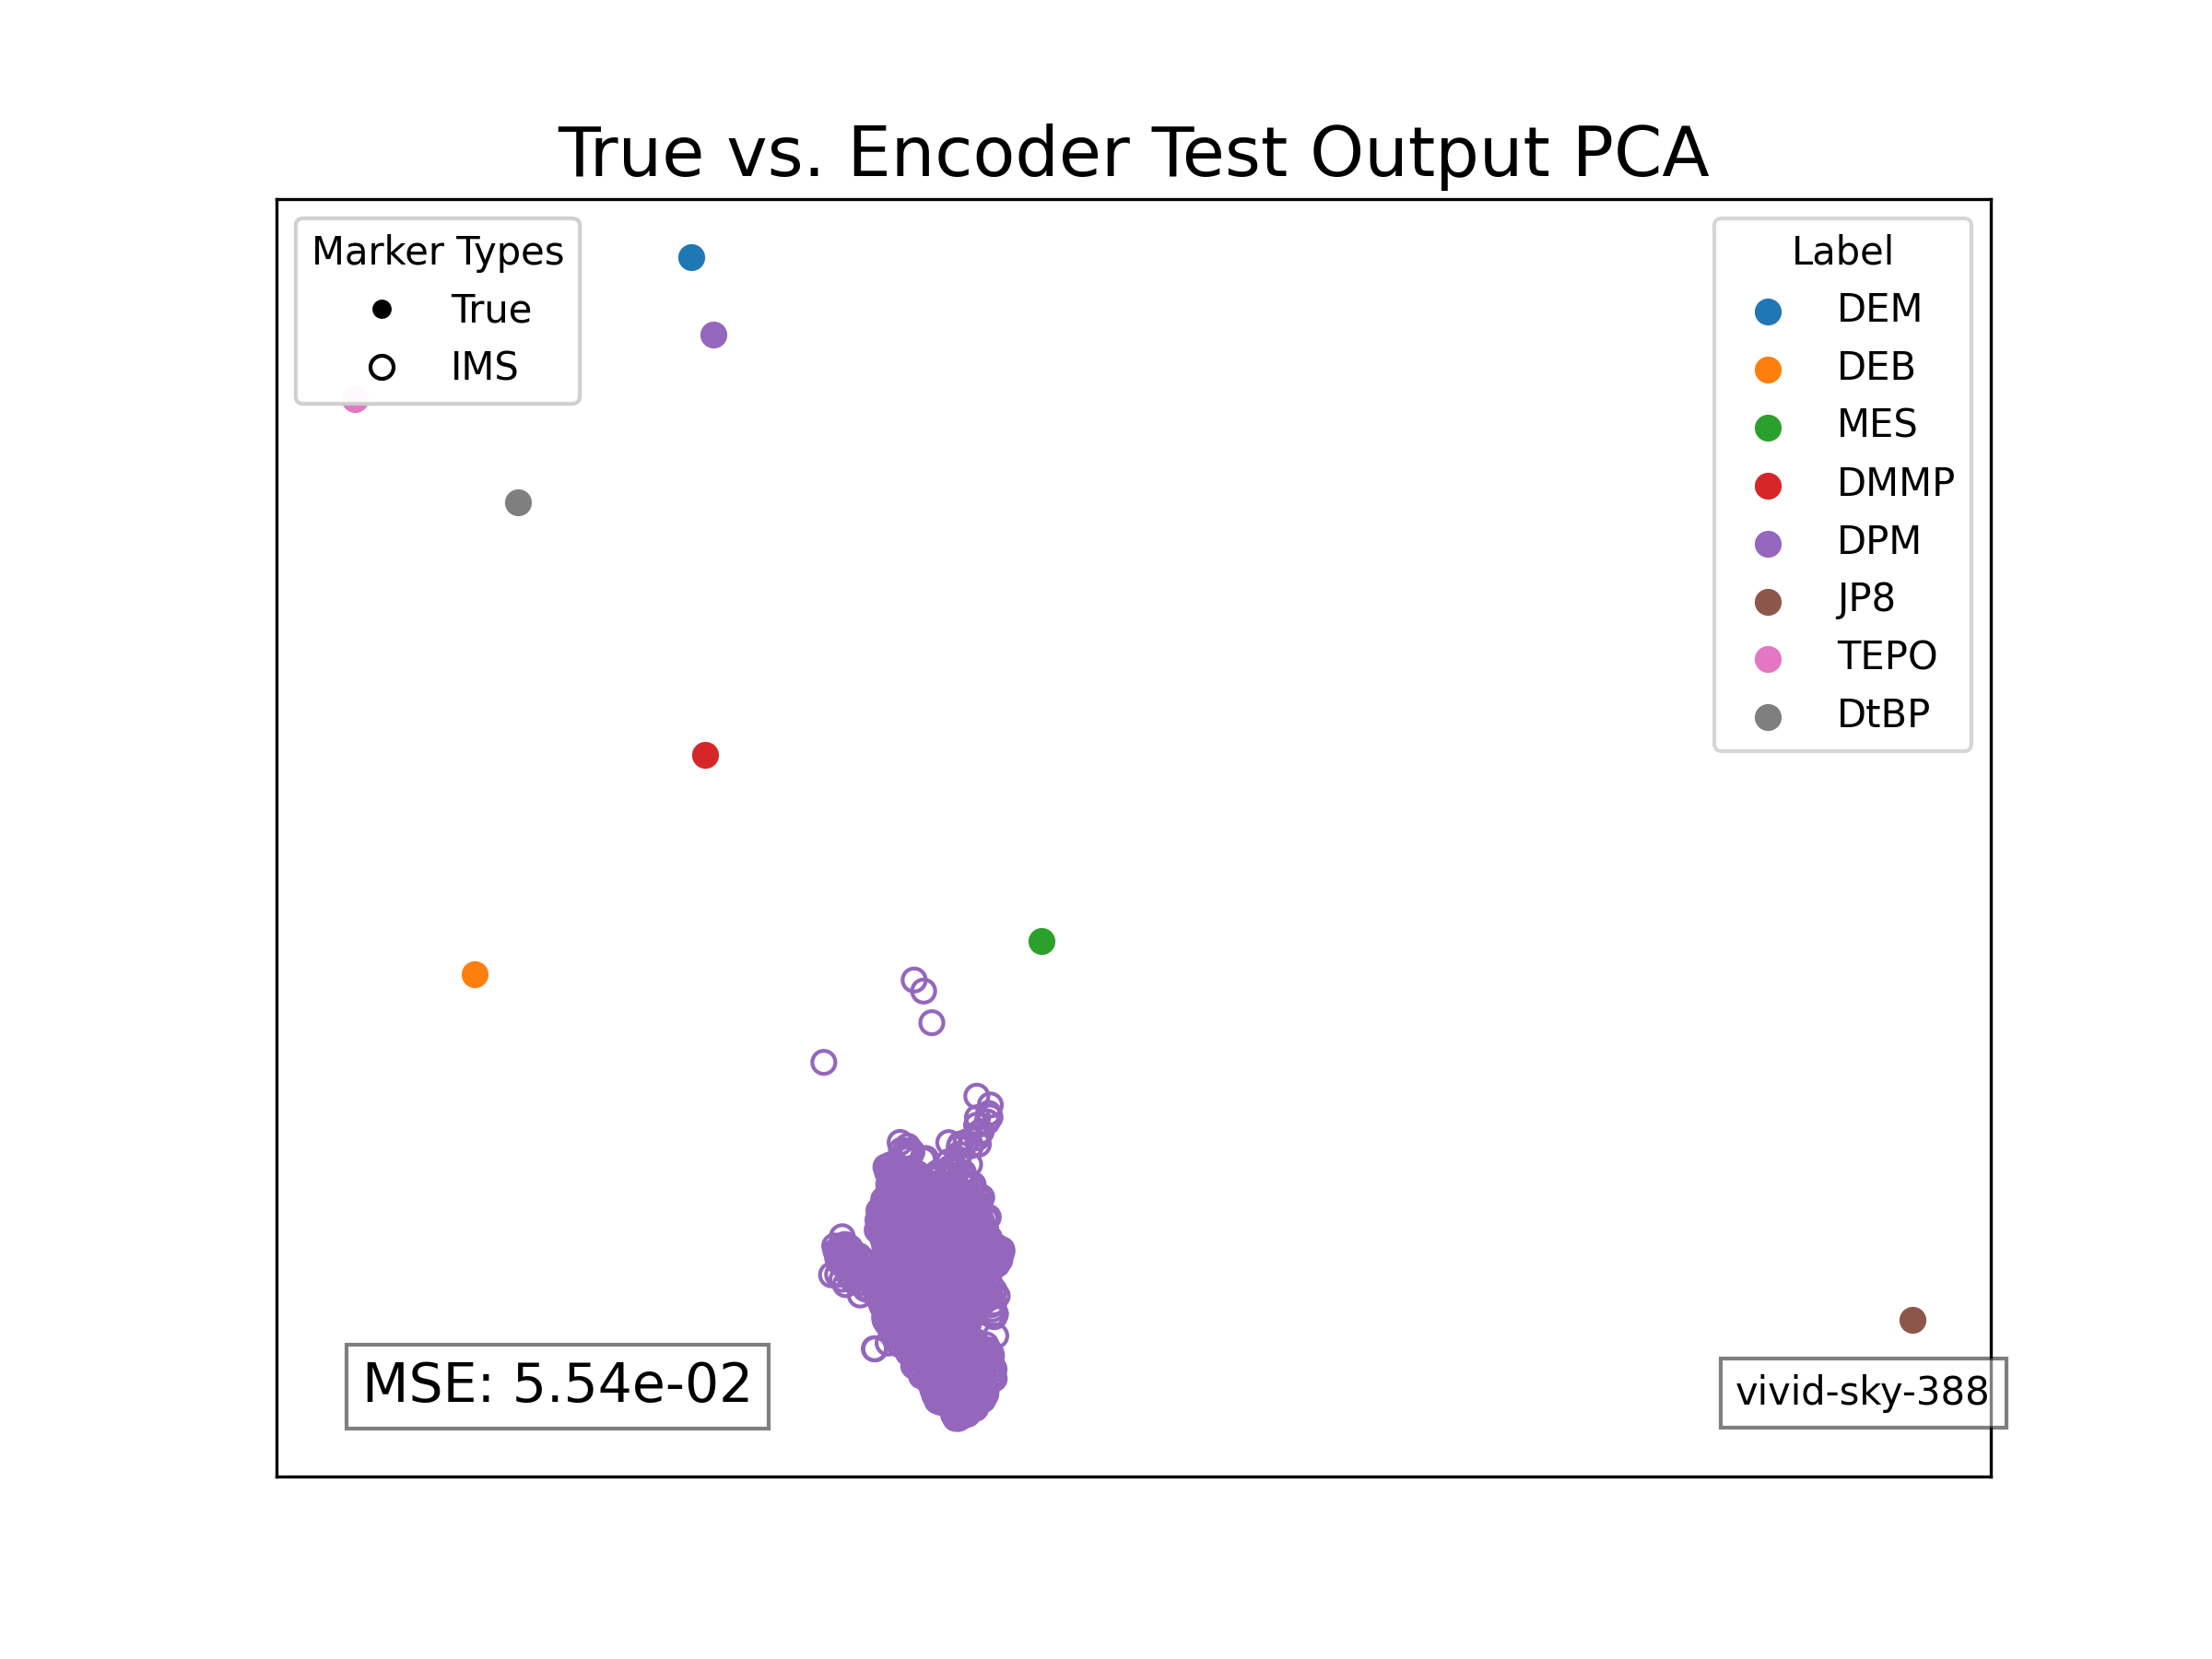 True vs. Encoder Test Output PCA
Marker Types
True
IMS
Label
DEM
DEB
MES
DMMP
DPM
JP8
TEPO
DtBP
MSE: 5.54e-02
vivid-sky-388